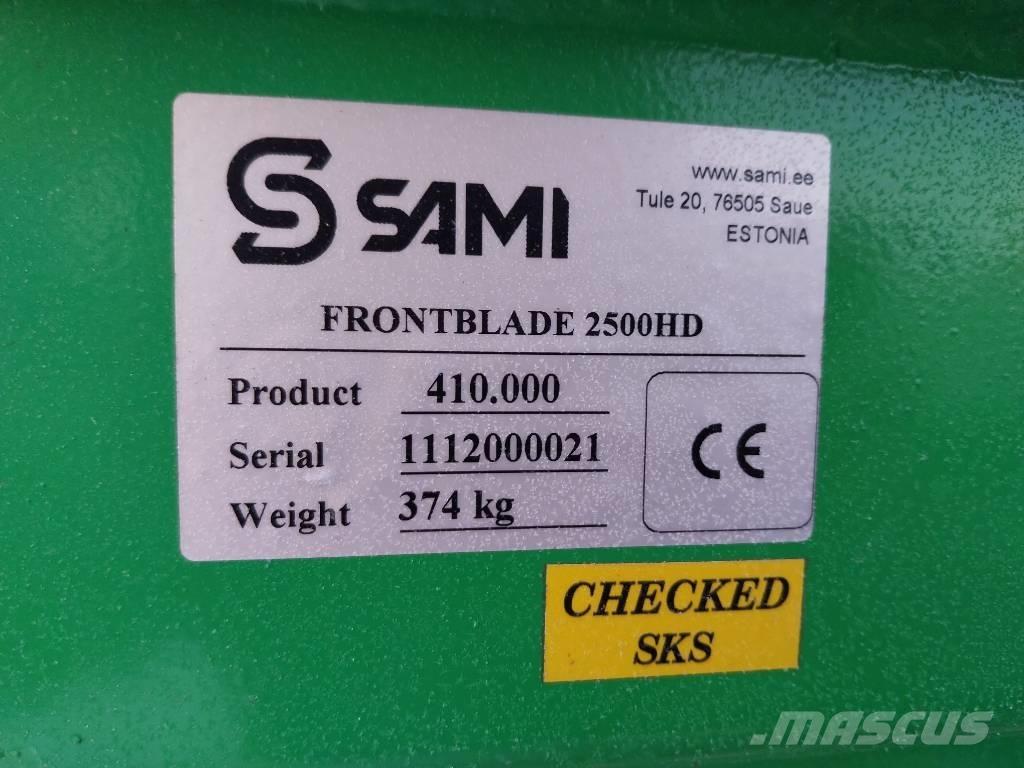 SAMI
www.sami.ee
Tule 20, 76505 Saue
ESTONIA
FRONTBLADE 2500HD
Product 410.000
Serial 1112000021
Weight 374 kg
CE
CHECKED
SKS
MASCUS